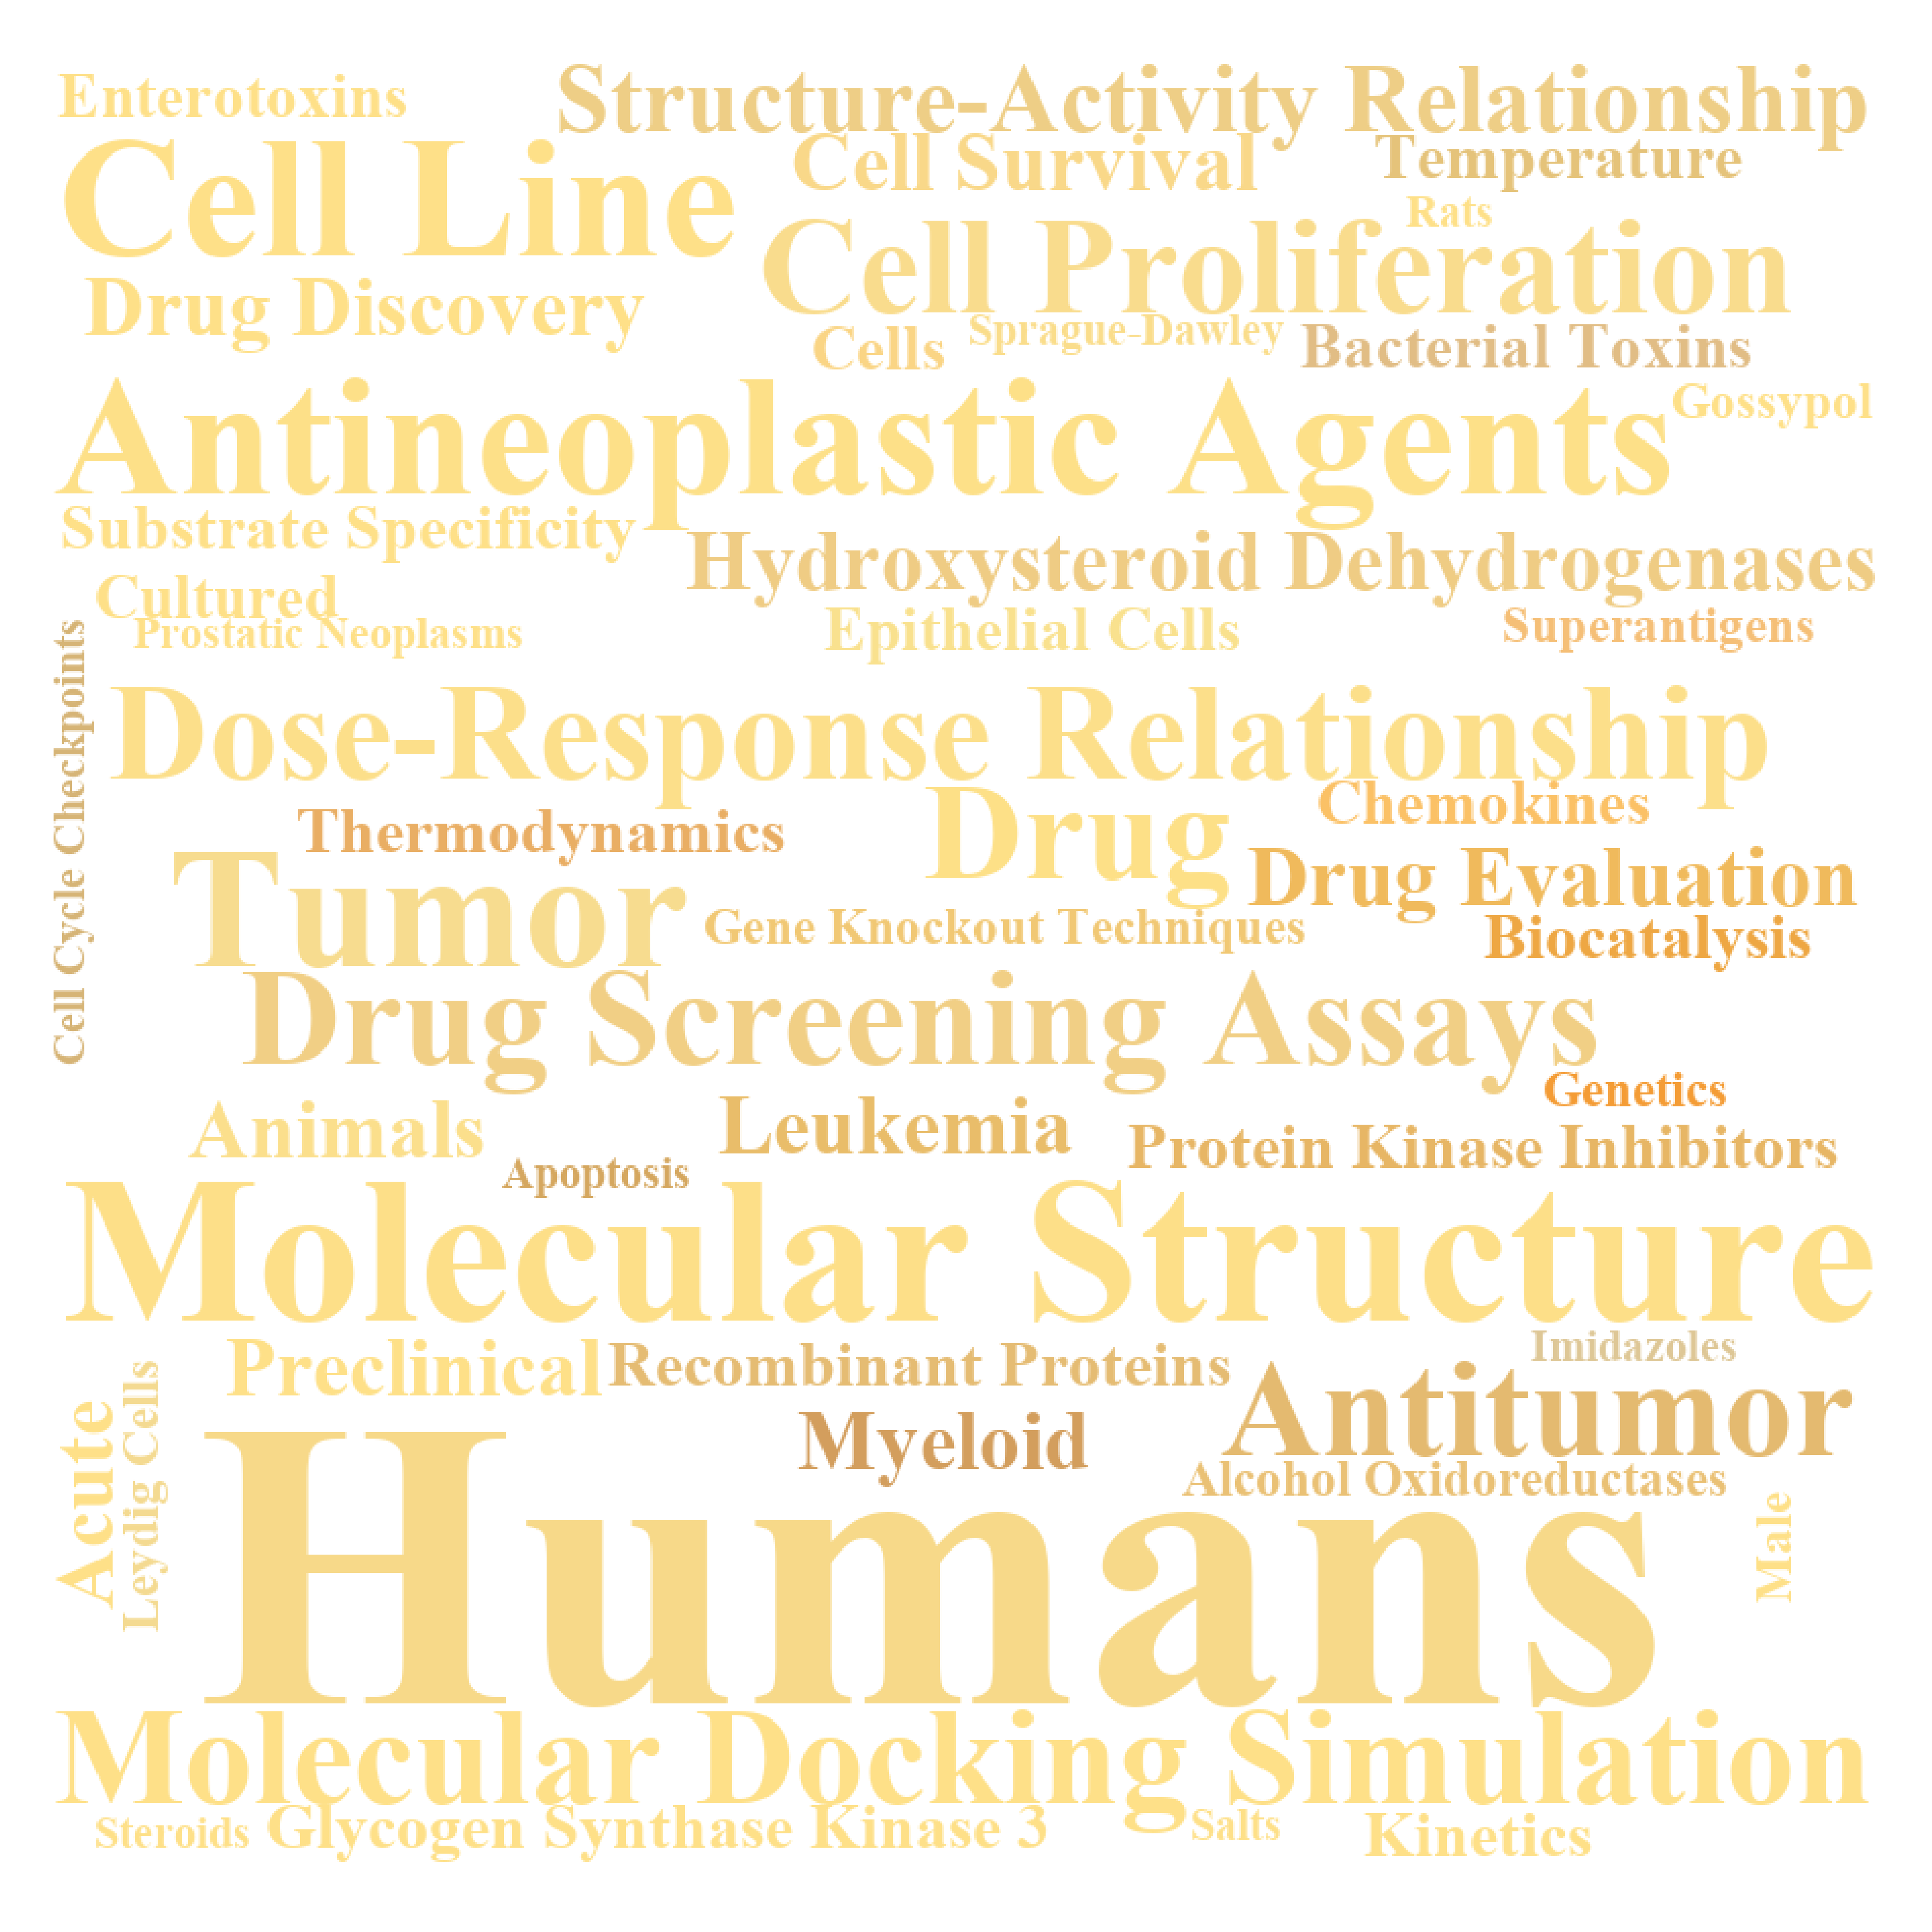 Enterotoxins
Structure-Activity Relationship
Cell Line
Cell Survival
Temperature
Rats
Cell Proliferation
Drug Discovery
Cells
Sprague-Dawley
Bacterial Toxins
Antineoplastic Agents
Gossypol
Substrate Specificity
Hydroxysteroid Dehydrogenases
Cultured
Prostatic Neoplasms
Epithelial Cells
Superantigens
Cell Cycle Checkpoints
Dose-Response Relationship
Thermodynamics
Drug
Chemokines
Tumor
Drug Evaluation
Gene Knockout Techniques
Biocatalysis
Drug Screening Assays
Genetics
Animals
Leukemia
Protein Kinase Inhibitors
Apoptosis
Molecular Structure
Preclinical
Recombinant Proteins
Imidazoles
Acute
Leydig Cells
Myeloid
Antitumor
Alcohol Oxidoreductases
Humans
Male
Molecular Docking Simulation
Steroids
Glycogen Synthase Kinase 3
Salts
Kinetics